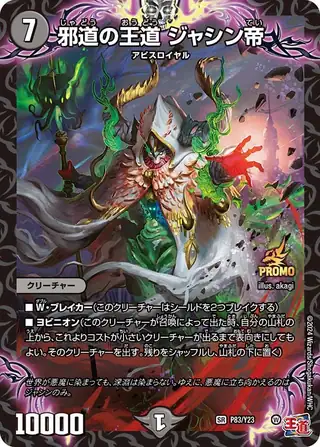 じゃどう おうどう てい
7
邪道の王道 ジャシン帝
アビスロイヤル
PROMO
illus. akagi
クリーチャー
■W・ブレイカー(このクリーチャーはシールドを2つブレイクする)
■ヨビニオン(このクリーチャーが召喚によって出た時、自分の山札
の上から、これよりコストが小さいクリーチャーが出るまで表向きにしても
よい。そのクリーチャーを出す。残りをシャッフルし、山札の下に置く)
世界が悪魔に染まっても、深淵は染まらない。ゆえに、悪魔に立ち向かえるのは
ジャシンのみ。
10000
1
SR P83/Y23
王道